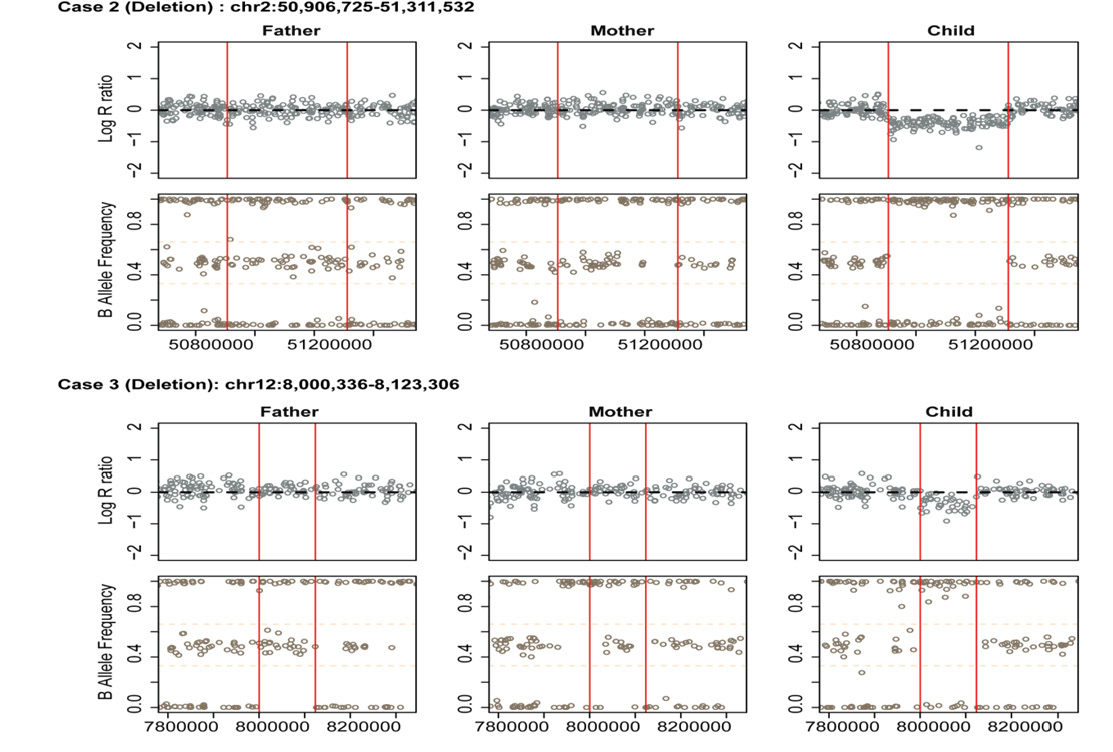 Case 2 (Deletion) : chr2:50,906,725-51,311,532
Father Mother Child
Log R ratio
2 1 0 -1 -2
2 1 0 -1 -2
2 1 0 -1 -2
B Allele Frequency
0.8 0.4 0.0
0.8 0.4 0.0
0.8 0.4 0.0
50800000 51200000 50800000 51200000 50800000 51200000
Case 3 (Deletion): chr12:8,000,336-8,123,306
Father Mother Child
Log R ratio
2 1 0 -1 -2
2 1 0 -1 -2
2 1 0 -1 -2
B Allele Frequency
0.8 0.4 0.0
0.8 0.4 0.0
0.8 0.4 0.0
7800000 8000000 8200000 7800000 8000000 8200000 7800000 8000000 8200000